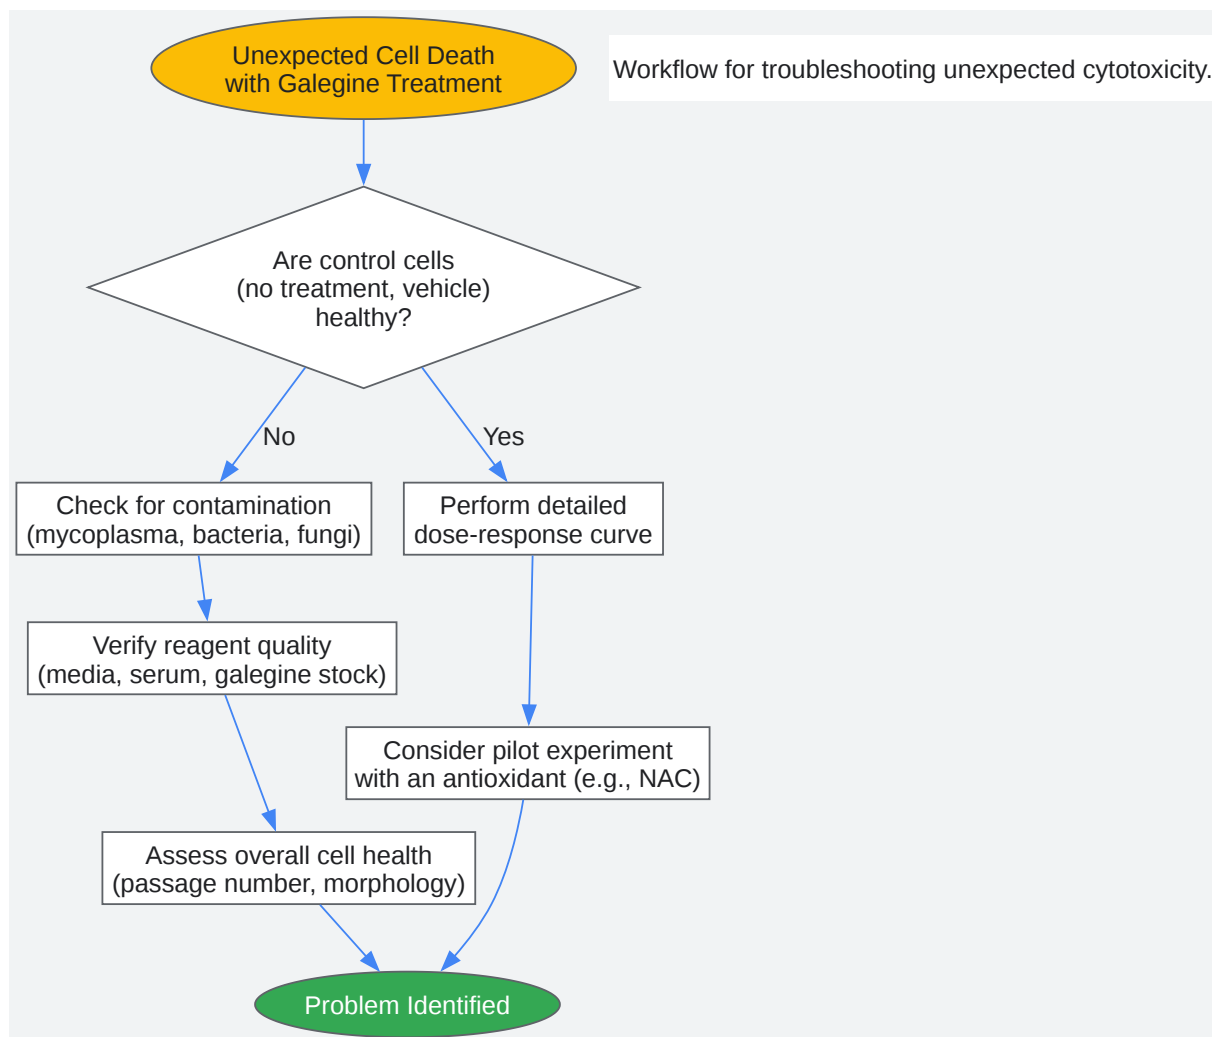 Unexpected Cell Death
with Galegine Treatment
Workflow for troubleshooting unexpected cytotoxicity.
Are control cells
(no treatment, vehicle)
healthy?
No
Yes
Check for contamination
(mycoplasma, bacteria, fungi)
Perform detailed
dose-response curve
Verify reagent quality
(media, serum, galegine stock)
Consider pilot experiment
with an antioxidant (e.g., NAC)
Assess overall cell health
(passage number, morphology)
Problem Identified